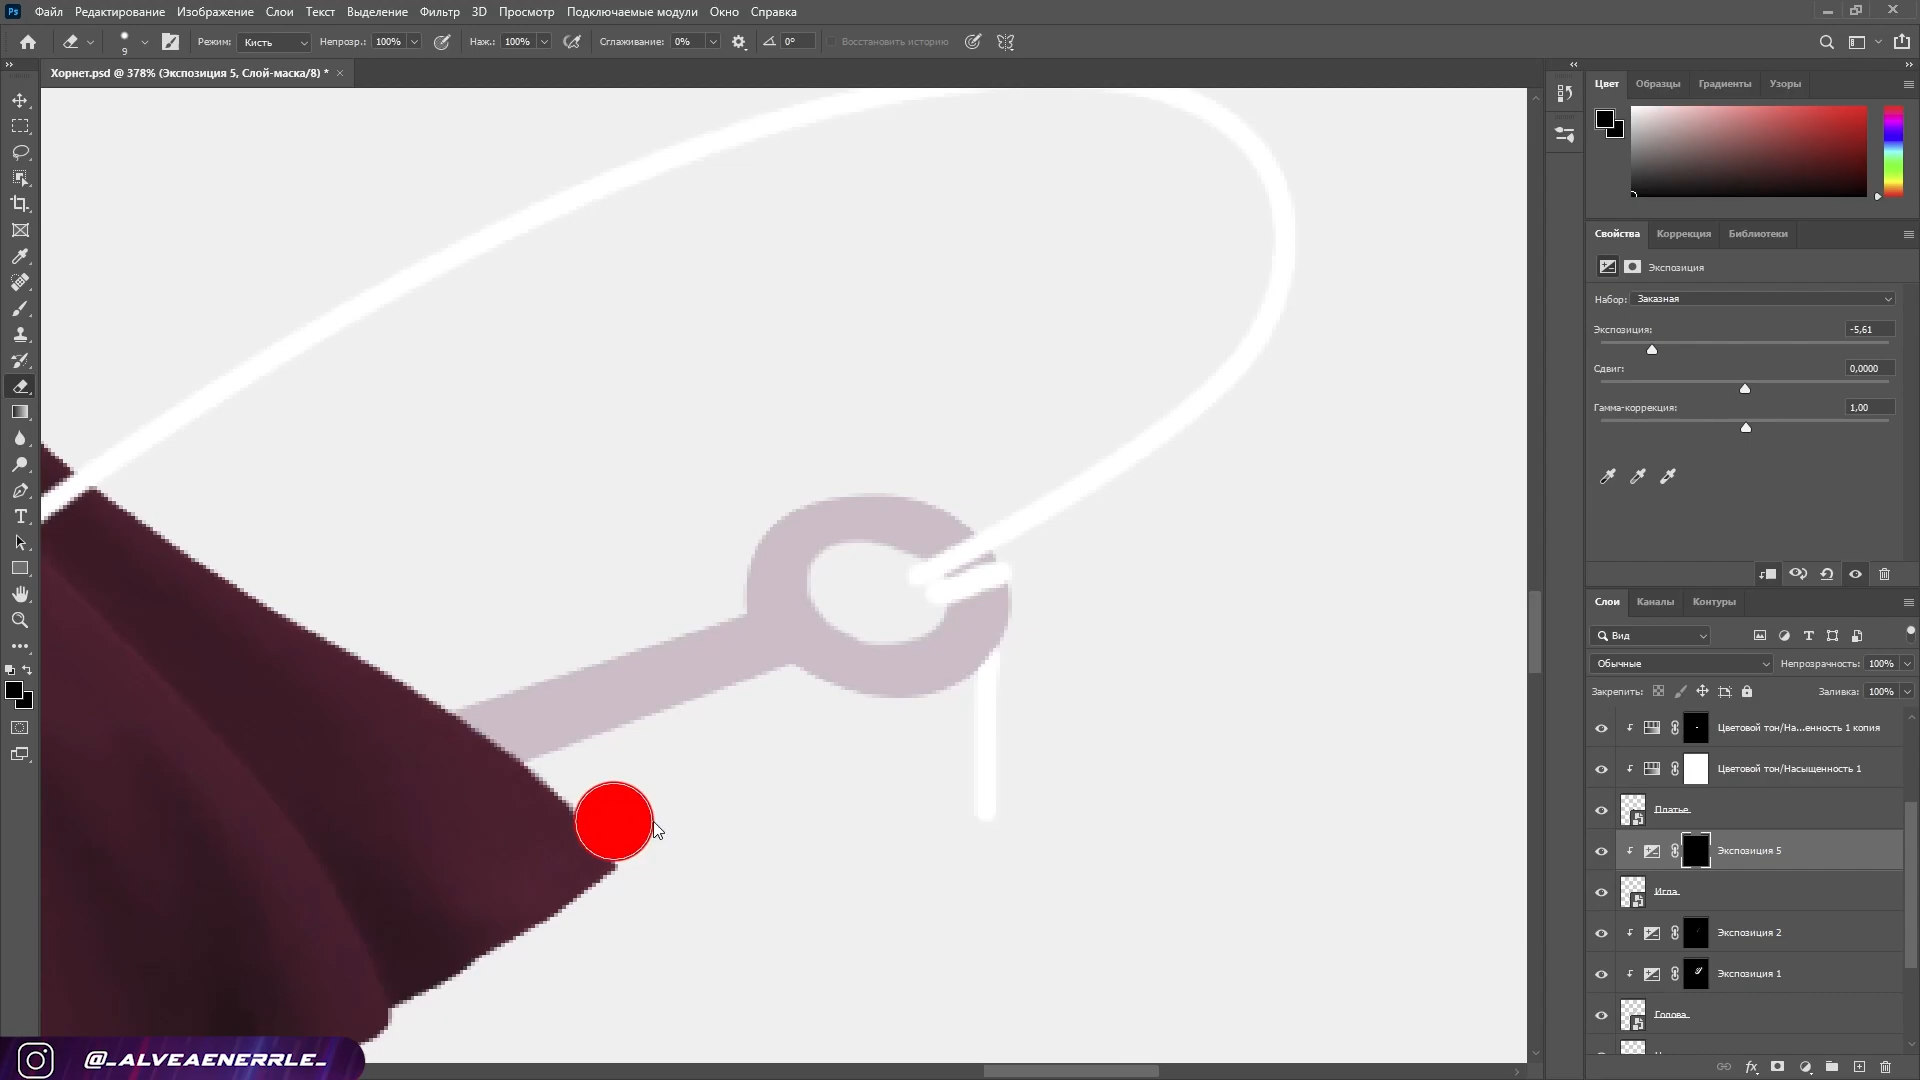 Ps Файл Редактирование Изображение Слои Текст Выделение Фильтр 3D Просмотр Подключаемые модули Окно Справка
9 Режим: Кисть Непрозр.: 100% Наж.: 100% Сглаживание: 0% 0° Восстановить историю
Хорнет.psd @ 378% (Экспозиция 5, Слой-маска/8) *
Цвет Образцы Градиенты Узоры
Свойства Коррекция Библиотеки
Экспозиция
Набор: Заказная
Экспозиция: -5,61
Сдвиг: 0,0000
Гамма-коррекция: 1,00
Слои Каналы Контуры
Вид
Обычные Непрозрачность: 100%
Закрепить: Заливка: 100%
Цветовой тон/На...енность 1 копия
Цветовой тон/Насыщенность 1
Платье
Экспозиция 5
Игла
Экспозиция 2
Экспозиция 1
Голова
@_ALVEAENERRLE_